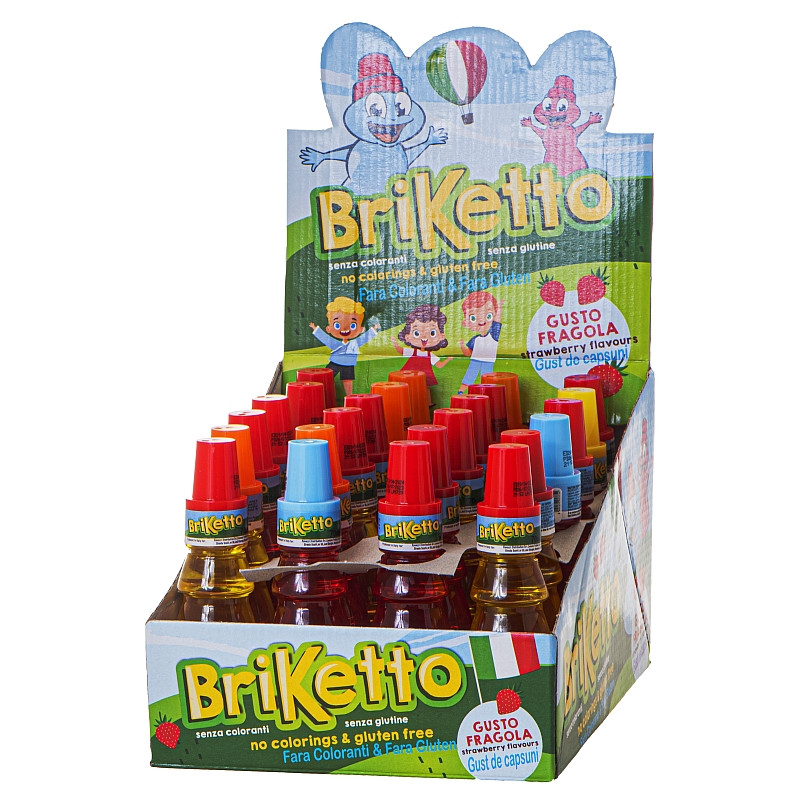 BriKetto
senza coloranti
senza glutine
no colorings & gluten free
Fara Coloranti & Fara Gluten
GUSTO
FRAGOLA
strawberry flavours
Gust de capsuni
BriKetto
BriKetto
BriKetto
BriKetto
BriKetto
senza coloranti
senza glutine
no colorings & gluten free
Fara Coloranti & Fara Gluten
GUSTO
FRAGOLA
strawberry flavours
Gust de capsuni
BriKetto